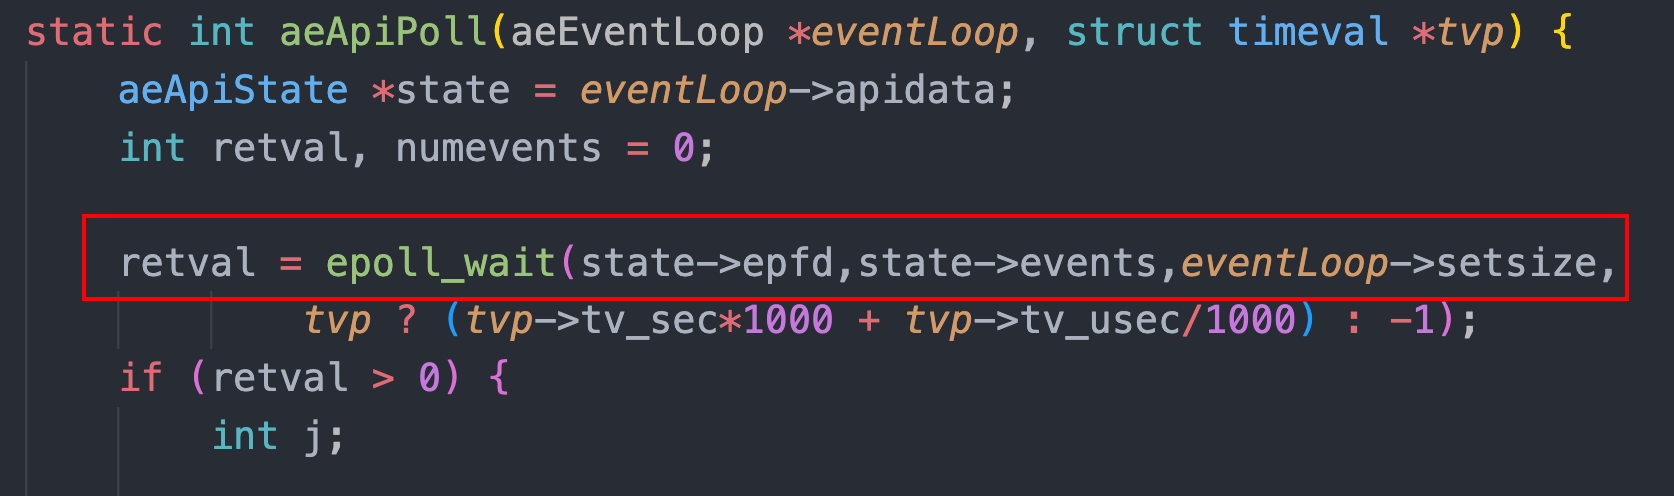 static int aeApiPoll(aeEventLoop *eventLoop, struct timeval *tvp) {
    aeApiState *state = eventLoop->apidata;
    int retval, numevents = 0;
    retval = epoll_wait(state->epfd,state->events,eventLoop->setsize,
            tvp ? (tvp->tv_sec*1000 + tvp->tv_usec/1000) : -1);
    if (retval > 0) {
        int j;